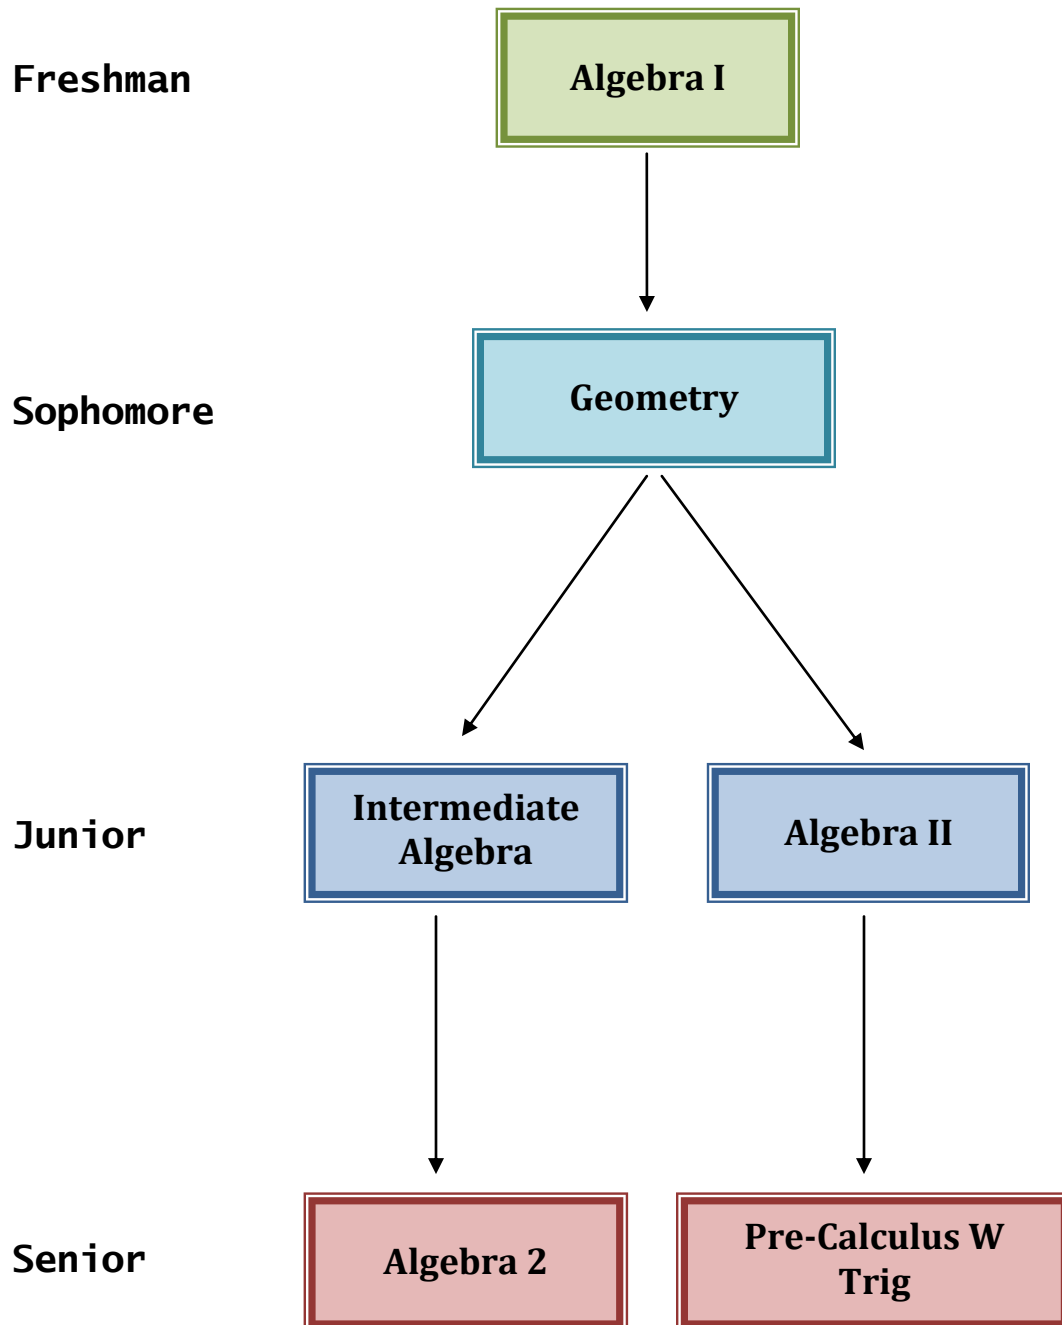 Freshman
Algebra I
Sophomore
Geometry
Junior
Intermediate
Algebra
Algebra II
Senior
Algebra 2
Pre-Calculus W
Trig